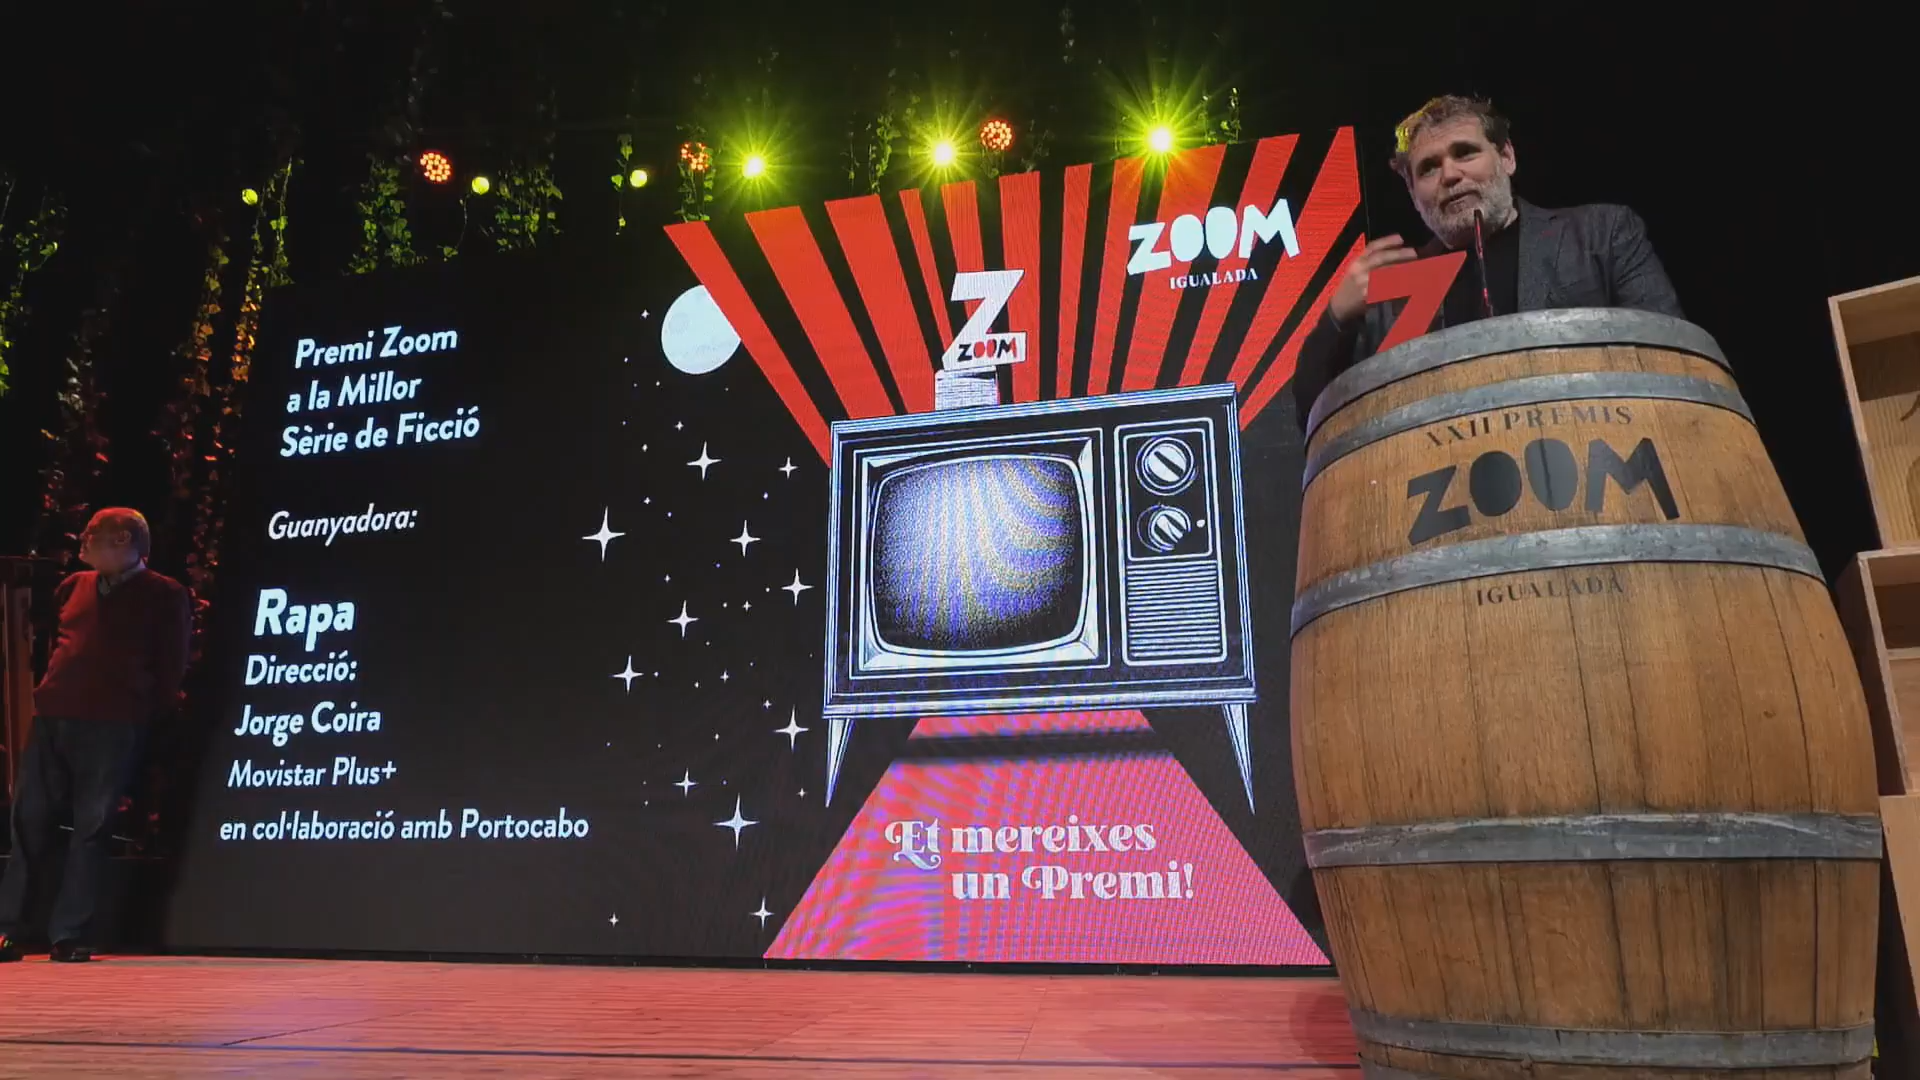 Premi Zoom
a la Millor
Sèrie de Ficció
Guanyadora:
Rapa
Direcció:
Jorge Coira
Movistar Plus+
en col·laboració amb Portocabo
Z
ZOOM
ZOOM
IGUALADA
Et mereixes
un Premi!
Z
XXII PREMIS
ZOOM
IGUALADA